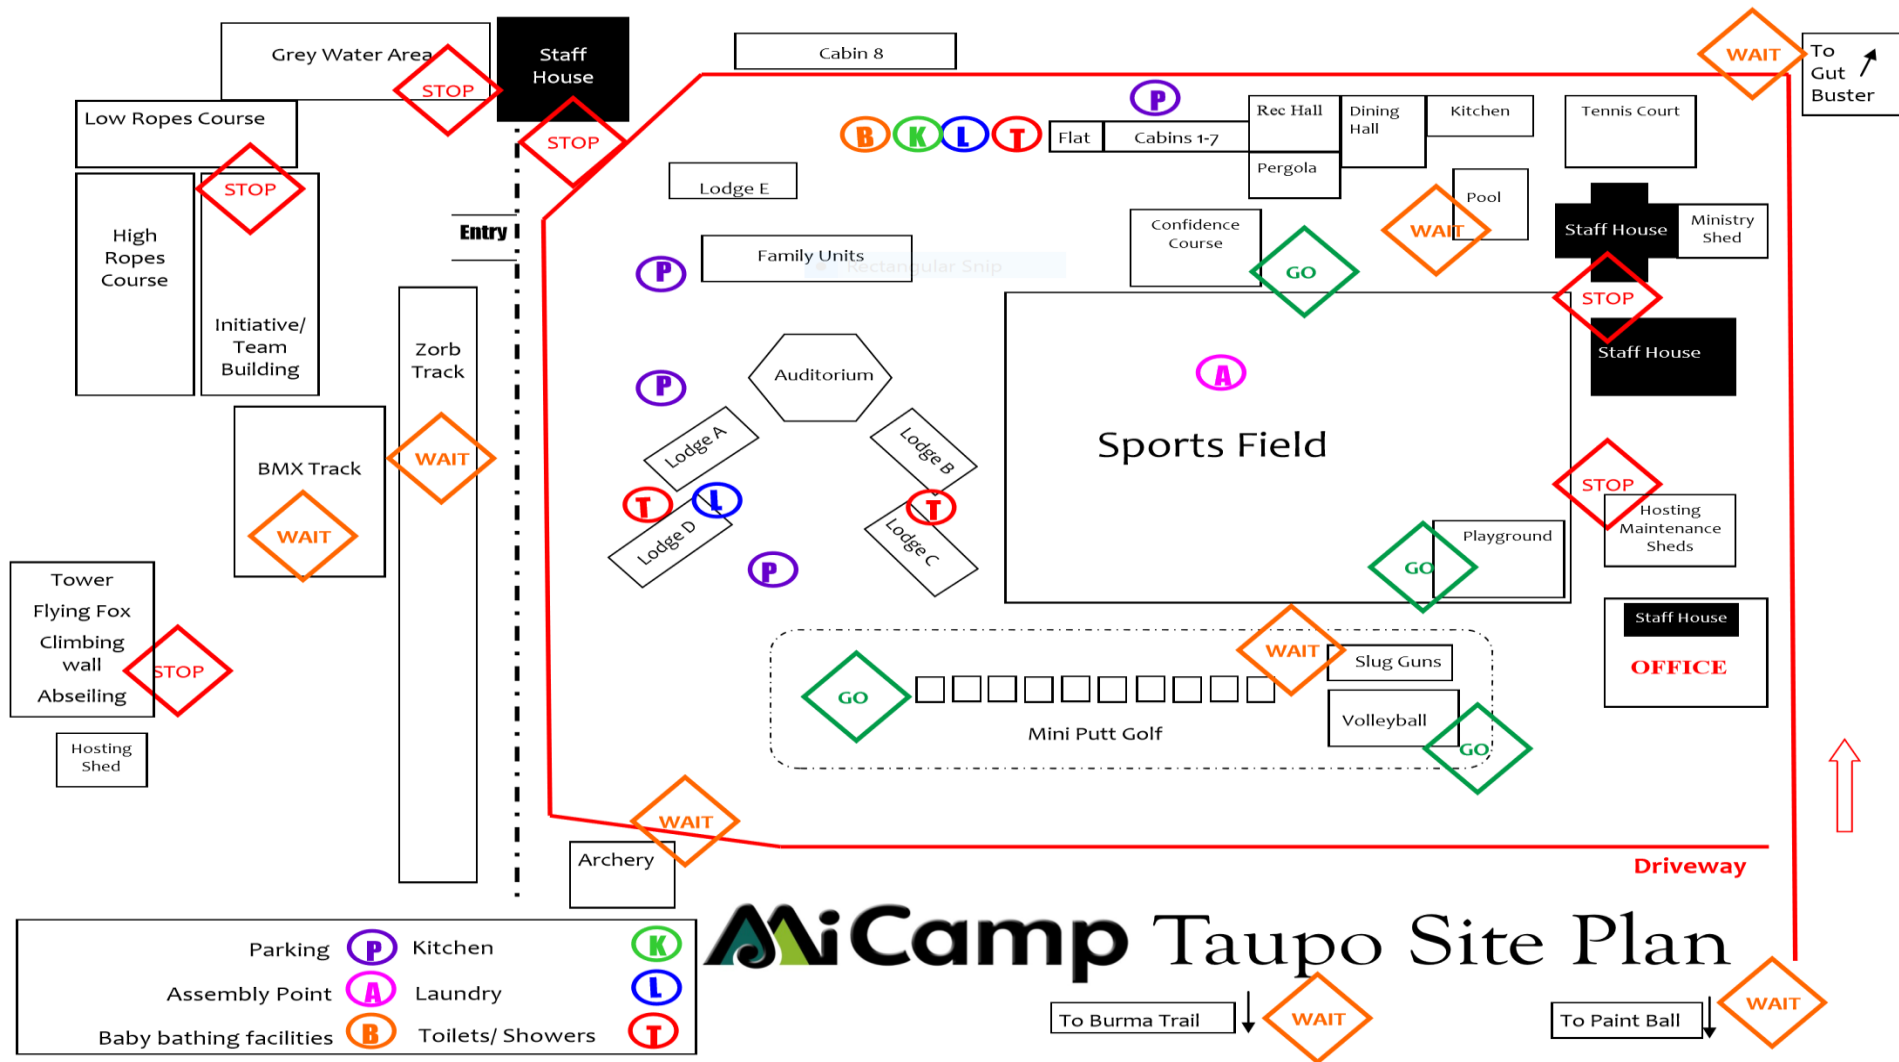 Grey Water Area
STOP
Staff
House
STOP
Cabin 8
WAIT
To
Gut
Buster
Low Ropes Course
STOP
P
B
K
L
T
Flat
Cabins 1-7
Rec Hall
Dining
Hall
Kitchen
Tennis Court
Pergola
Lodge E
Pool
WAIT
Entry
High
Ropes
Course
Initiative/
Team
Building
Confidence
Course
GO
Staff House
Ministry
Shed
STOP
Staff House
P
Family Units
Rectangular Snip
Zorb
Track
WAIT
P
Auditorium
A
Sports Field
Lodge A
Lodge B
BMX Track
WAIT
T
L
T
Lodge D
Lodge C
P
STOP
Hosting
Maintenance
Sheds
Playground
GO
Tower
Flying Fox
Climbing
wall
Abseiling
STOP
Staff House
OFFICE
WAIT
Slug Guns
GO
Mini Putt Golf
Volleyball
GO
Hosting
Shed
WAIT
Archery
Driveway
Parking P Kitchen K
Assembly Point A Laundry L
Baby bathing facilities B Toilets/ Showers T
MiCamp Taupo Site Plan
To Burma Trail
WAIT
To Paint Ball
WAIT